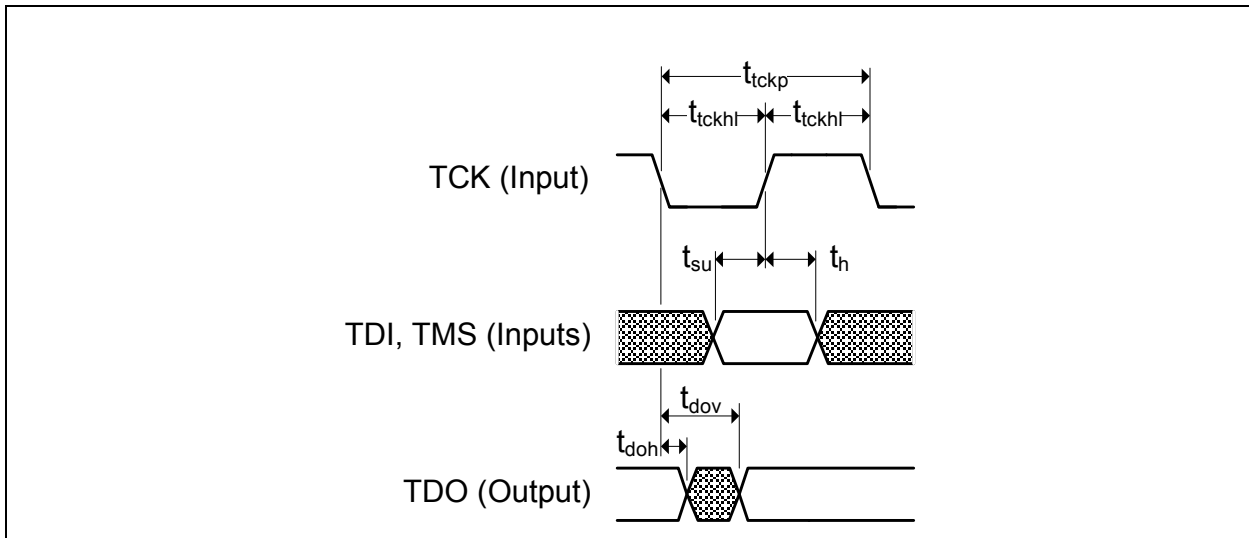 t_tckp
t_tckhl t_tckhl
TCK (Input)
t_su t_h
TDI, TMS (Inputs)
t_dov
t_doh
TDO (Output)